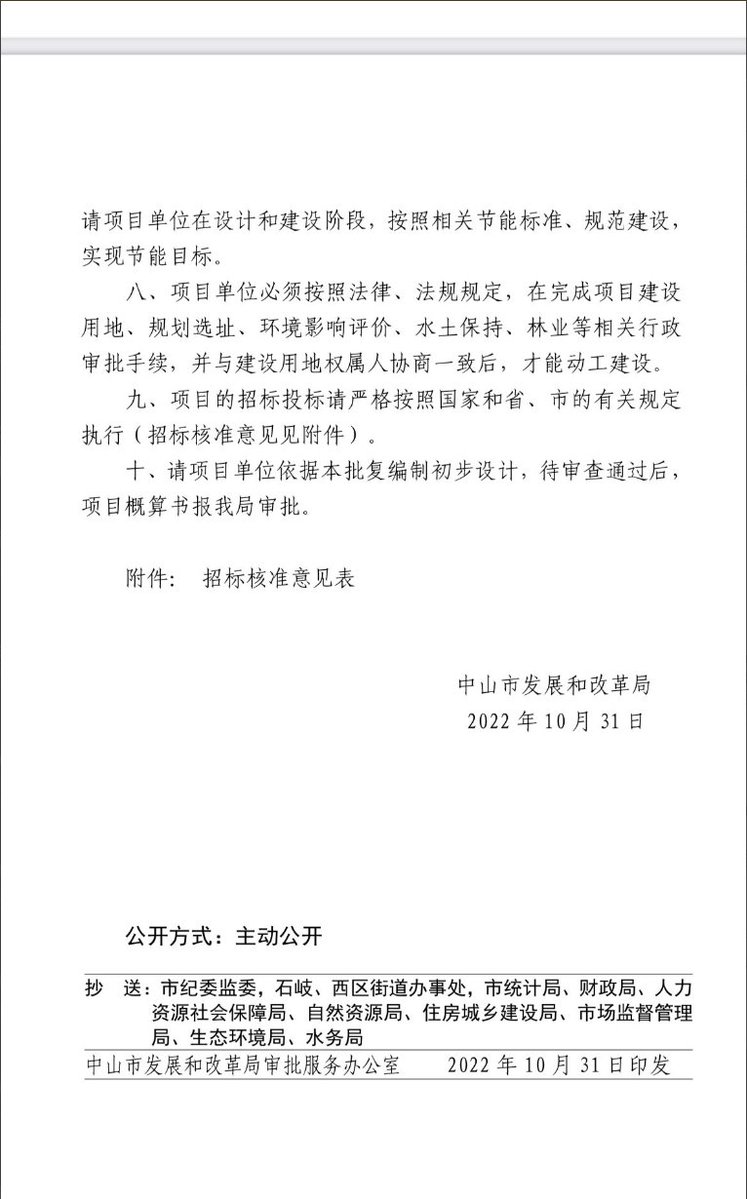 请项目单位在设计和建设阶段，按照相关节能标准、规范建设，
实现节能目标。
八、项目单位必须按照法律、法规规定，在完成项目建设
用地、规划选址、环境影响评价、水土保持、林业等相关行政
审批手续，并与建设用地权属人协商一致后，才能动工建设。
九、项目的招标投标请严格按照国家和省、市的有关规定
执行（招标核准意见见附件）。
十、请项目单位依据本批复编制初步设计，待审查通过后，
项目概算书报我局审批。
附件： 招标核准意见表
中山市发展和改革局
2022 年 10 月 31 日
公开方式：主动公开
抄 送：市纪委监委，石岐、西区街道办事处，市统计局、财政局、人力
资源社会保障局、自然资源局、住房城乡建设局、市场监督管理
局、生态环境局、水务局
中山市发展和改革局审批服务办公室 2022 年 10 月 31 日印发